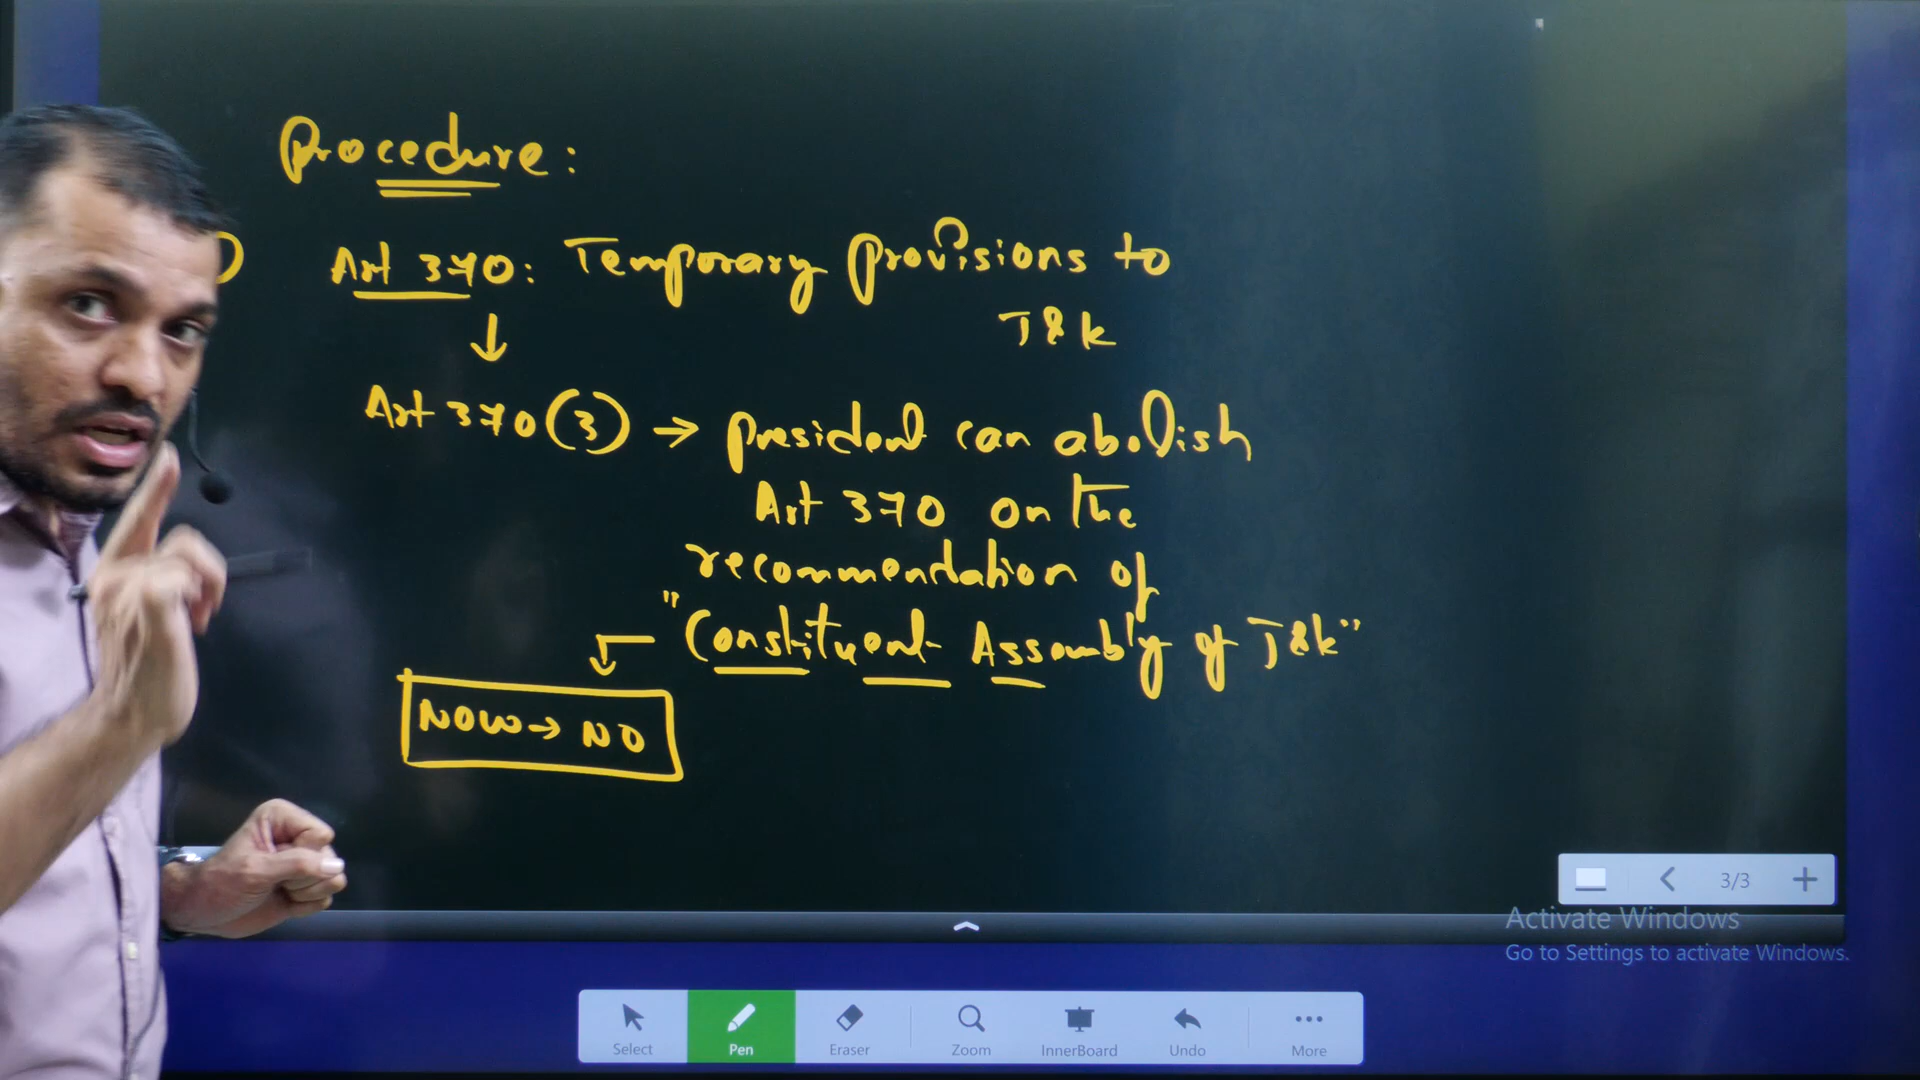 Procedure:
Art 370: Temporary provisions to
J&K
Art 370(3) → president can abolish
Art 370 on the
recommendation of
"Constituent Assembly of J&K"
NOW → NO
3/3
Activate Windows
Go to Settings to activate Windows.
Select Pen Eraser Zoom InnerBoard Undo More